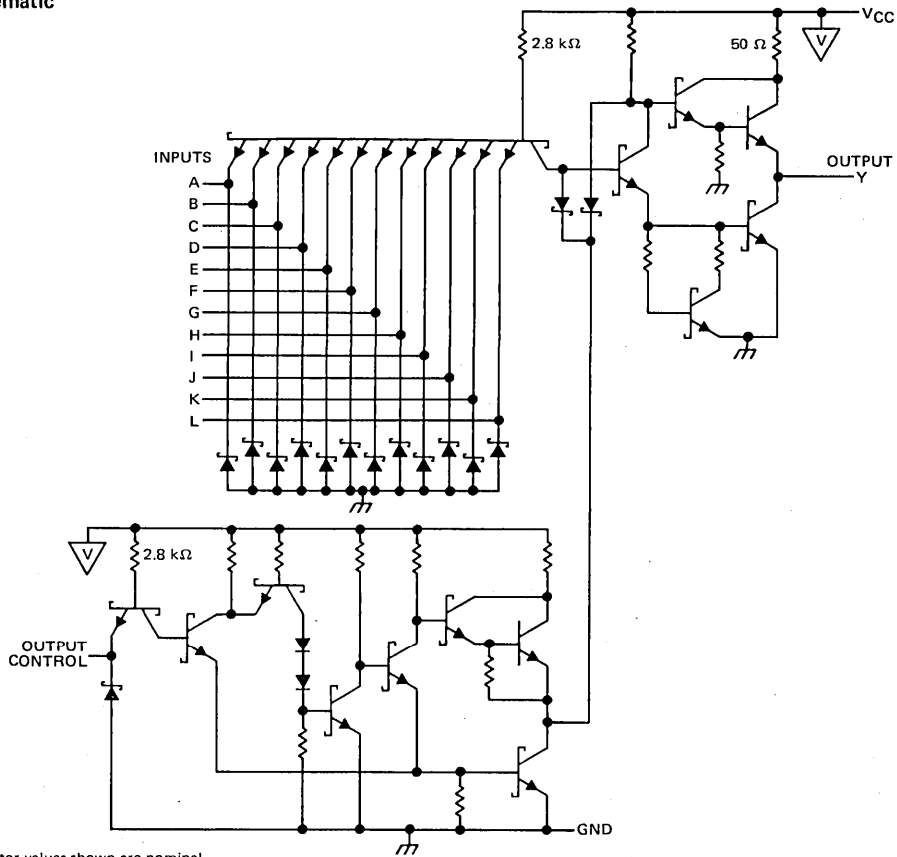 ematic
VCC
2.8 kΩ
50 Ω
V
INPUTS
A
B
C
D
E
F
G
H
I
J
K
L
OUTPUT
Y
V
2.8 kΩ
OUTPUT
CONTROL
GND
tor values shown are nominal